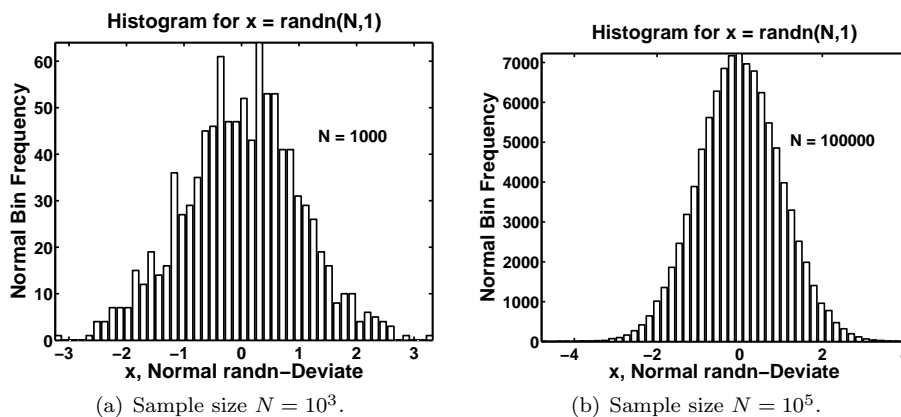 Histogram for x = randn(N,1)
60
50
40
30
20
10
0
Normal Bin Frequency
N = 1000
−3 −2 −1 0 1 2 3
x, Normal randn−Deviate
(a) Sample size N = 10³.
Histogram for x = randn(N,1)
7000
6000
5000
4000
3000
2000
1000
0
Normal Bin Frequency
N = 100000
−4 −2 0 2
x, Normal randn−Deviate
(b) Sample size N = 10⁵.